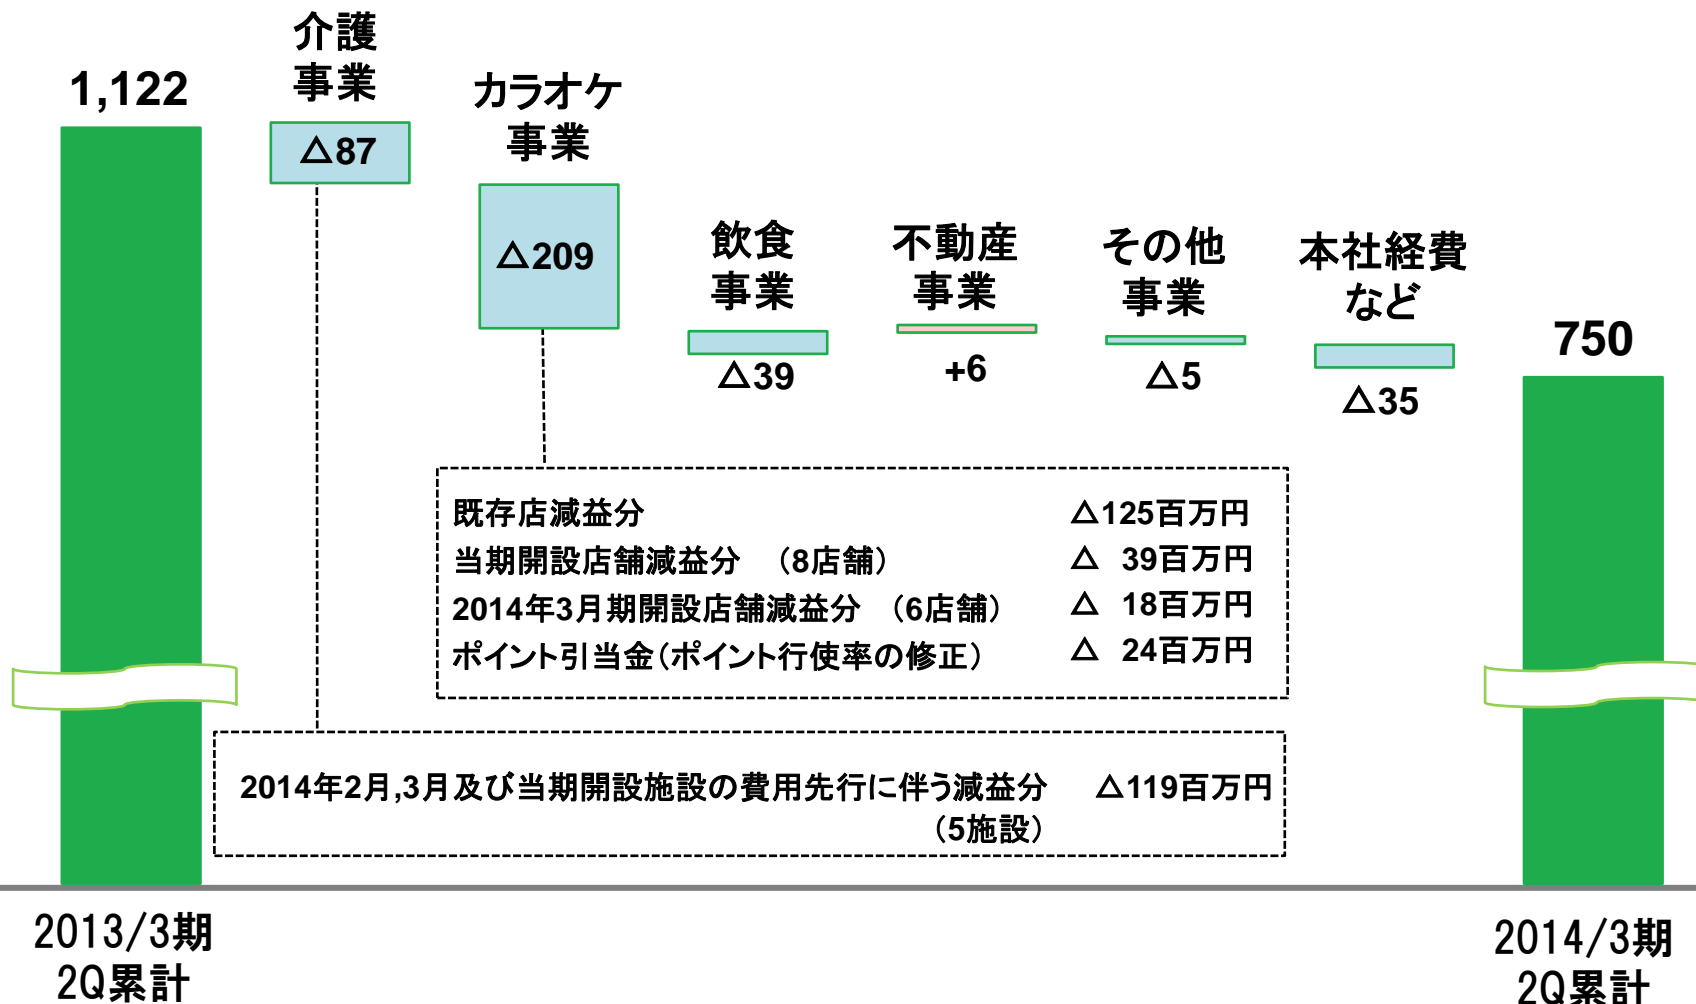 1,122
介護
事業
△87
カラオケ
事業
△209
飲食
事業
△39
不動産
事業
+6
その他
事業
△5
本社経費
など
△35
750
既存店減益分 △125百万円
当期開設店舗減益分 （8店舗） △ 39百万円
2014年3月期開設店舗減益分 （6店舗） △ 18百万円
ポイント引当金（ポイント行使率の修正） △ 24百万円
2014年2月,3月及び当期開設施設の費用先行に伴う減益分 △119百万円
（5施設）
2013/3期
2Q累計
2014/3期
2Q累計